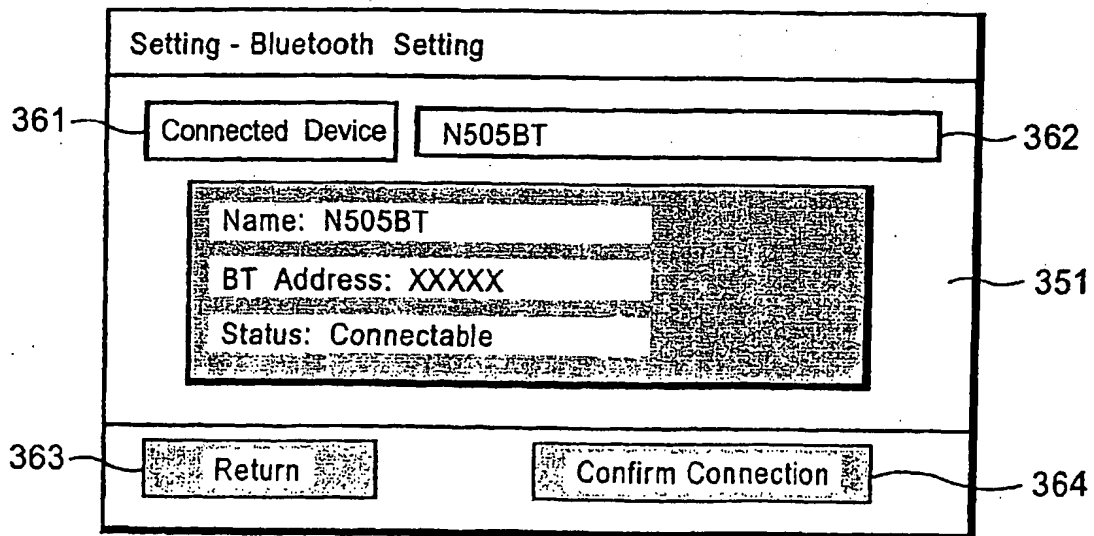 Setting - Bluetooth Setting
361 Connected Device N505BT 362
Name: N505BT
BT Address: XXXXX
351
Status: Connectable
363 Return Confirm Connection 364